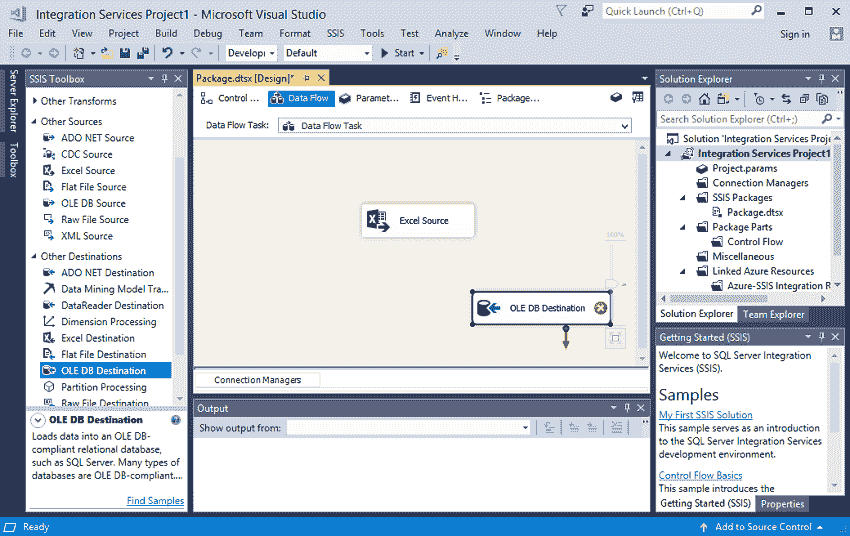 Integration Services Project1 - Microsoft Visual Studio
Quick Launch (Ctrl+Q)
File Edit View Project Build Debug Team Format SSIS Tools Test Analyze Window Help
Sign in
Developi Default Start
Server Explorer
Toolbox
SSIS Toolbox
Other Transforms
Other Sources
ADO NET Source
CDC Source
Excel Source
Flat File Source
OLE DB Source
Raw File Source
XML Source
Other Destinations
ADO NET Destination
Data Mining Model Tra...
DataReader Destination
Dimension Processing
Excel Destination
Flat File Destination
OLE DB Destination
Partition Processing
Raw File Destination
OLE DB Destination
Loads data into an OLE DB-
compliant relational database,
such as SQL Server. Many types of
databases are OLE DB-compliant....
Find Samples
Package.dtsx [Design]*
Control ... Data Flow Paramet... Event H... Package...
Data Flow Task: Data Flow Task
Excel Source
100%
OLE DB Destination
Connection Managers
Output
Show output from:
Solution Explorer
Search Solution Explorer (Ctrl+;)
Solution 'Integration Services Proj
Integration Services Project1
Project.params
Connection Managers
SSIS Packages
Package.dtsx
Package Parts
Control Flow
Miscellaneous
Linked Azure Resources
Azure-SSIS Integration R
Solution Explorer Team Explorer
Getting Started (SSIS)
Welcome to SQL Server Integration
Services (SSIS).
Samples
My First SSIS Solution
This sample serves as an introduction
to the SQL Server Integration Services
development environment.
Control Flow Basics
This sample introduces the
Getting Started (SSIS) Properties
Ready
Add to Source Control